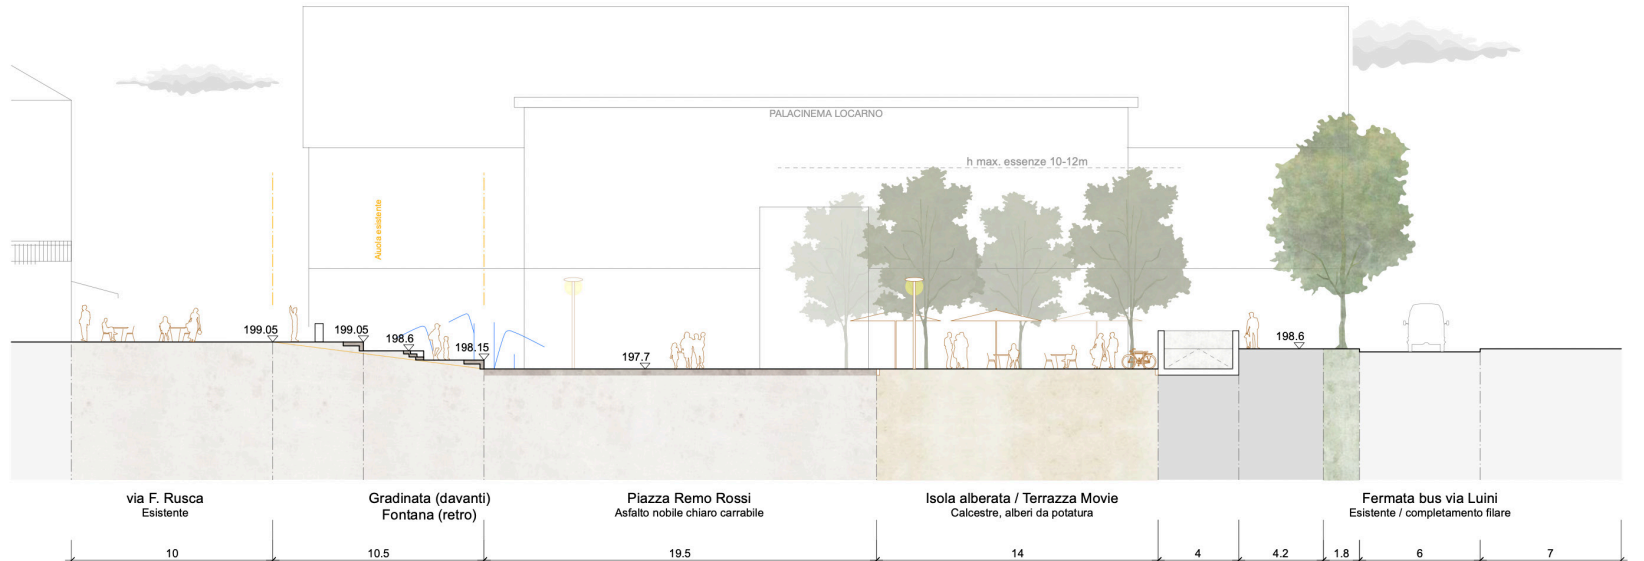 PALACINEMA LOCARNO
h max. essenze 10-12m
Aiuola esistente
199.05
199.05
198.6
198.15
197.7
198.6
via F. Rusca
Esistente
Gradinata (davanti)
Fontana (retro)
Piazza Remo Rossi
Asfalto nobile chiaro carrabile
Isola alberata / Terrazza Movie
Calcestre, alberi da potatura
Fermata bus via Luini
Esistente / completamento filare
10
10.5
19.5
14
4
4.2
1.8
6
7